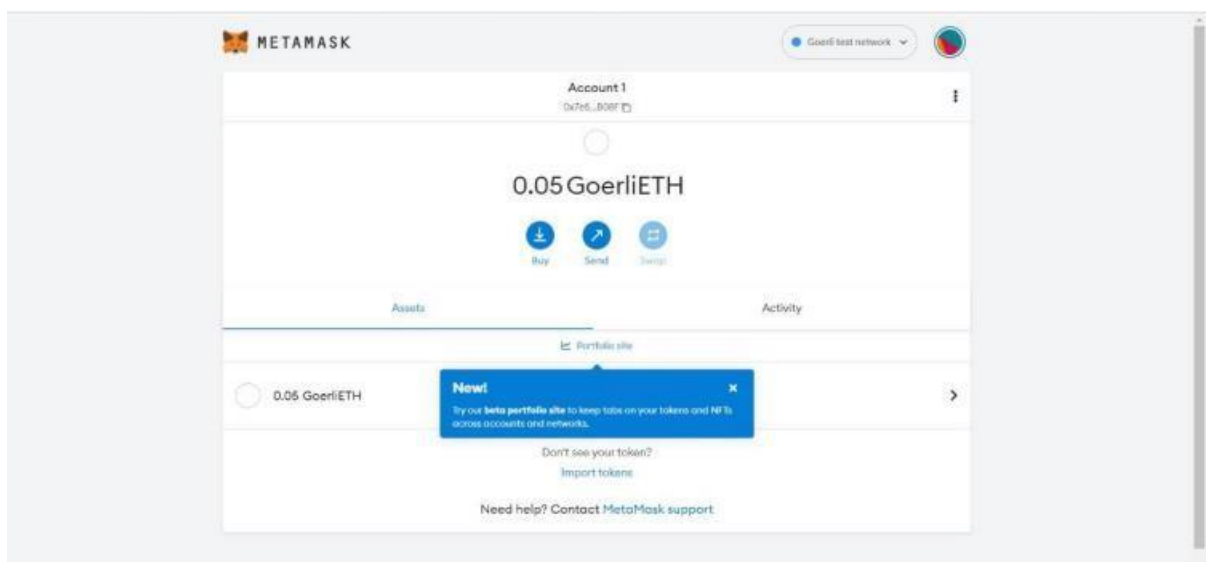 METAMASK
Goerli test network
Account 1
0x7e6...B08F
0.05 GoerliETH
Buy
Send
Swap
Assets
Activity
Portfolio site
0.05 GoerliETH
New!
Try our beta portfolio site to keep tabs on your tokens and NFTs
across accounts and networks.
Don't see your token?
Import tokens
Need help? Contact MetaMask support